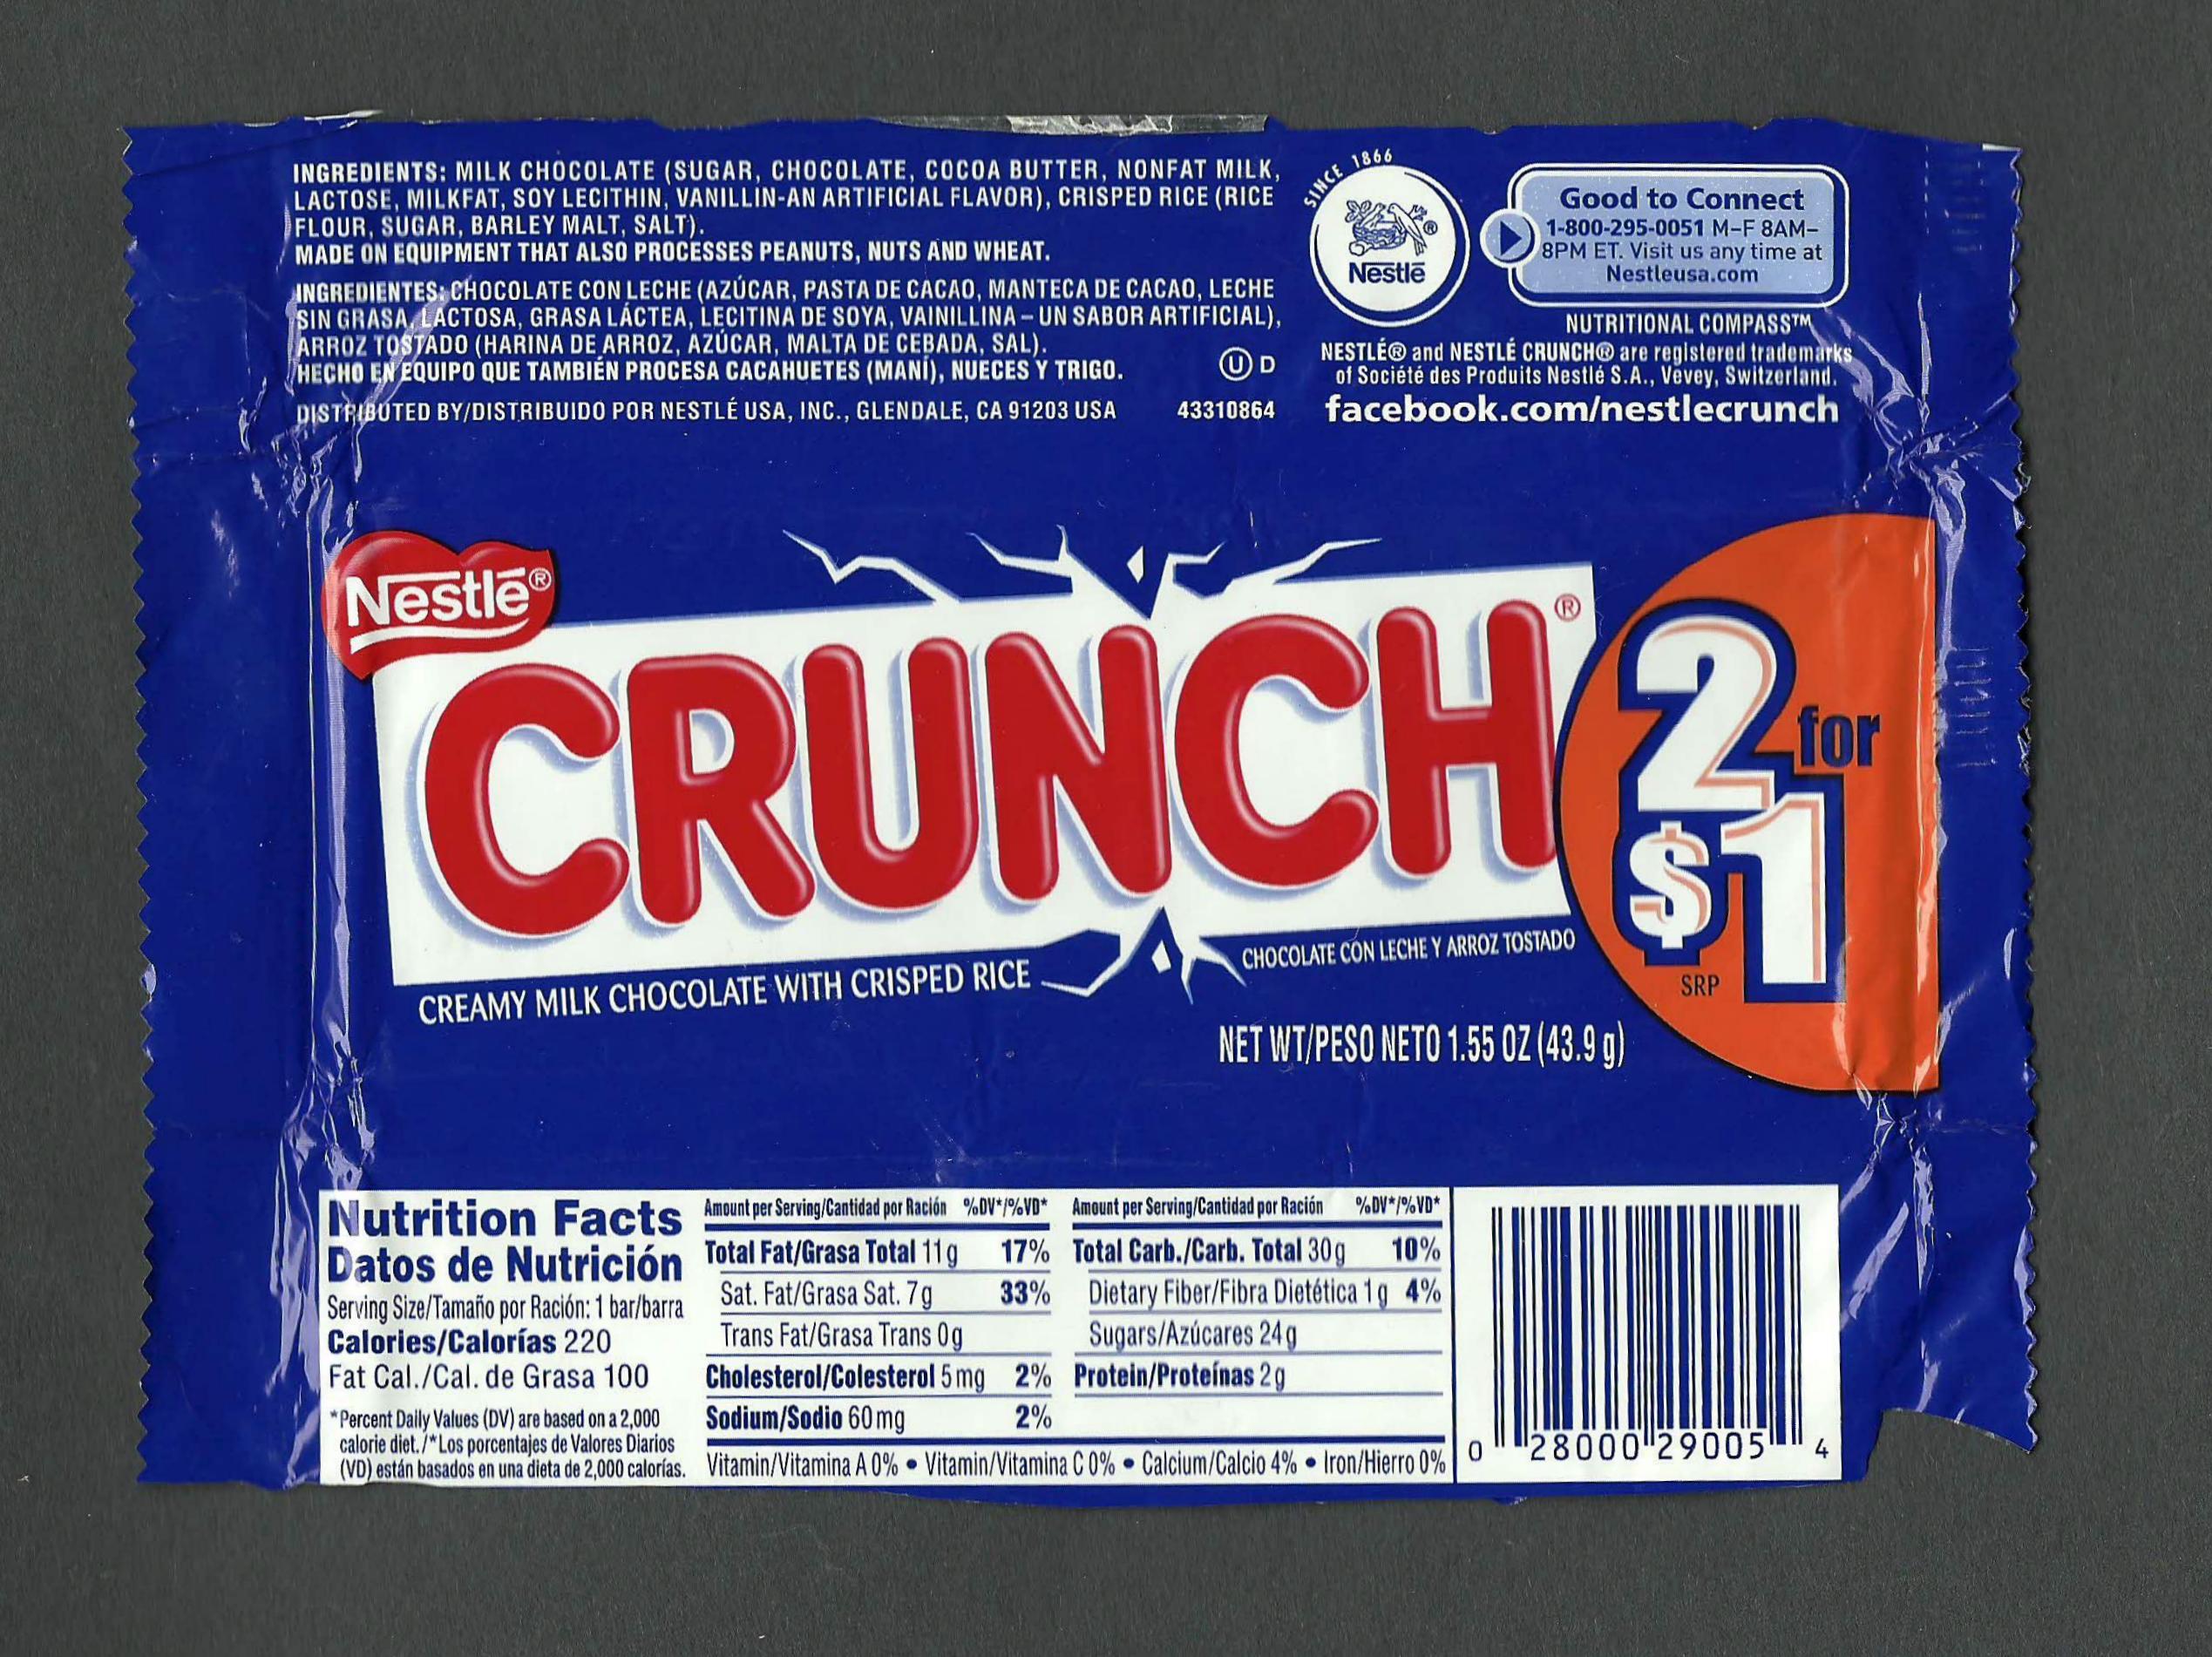 INGREDIENTS: MILK CHOCOLATE (SUGAR, CHOCOLATE, COCOA BUTTER, NONFAT MILK,
LACTOSE, MILKFAT, SOY LECITHIN, VANILLIN-AN ARTIFICIAL FLAVOR), CRISPED RICE (RICE
FLOUR, SUGAR, BARLEY MALT, SALT).
MADE ON EQUIPMENT THAT ALSO PROCESSES PEANUTS, NUTS AND WHEAT.
INGREDIENTES: CHOCOLATE CON LECHE (AZÚCAR, PASTA DE CACAO, MANTECA DE CACAO, LECHE
SIN GRASA, LACTOSA, GRASA LÁCTEA, LECITINA DE SOYA, VAINILLINA – UN SABOR ARTIFICIAL),
ARROZ TOSTADO (HARINA DE ARROZ, AZÚCAR, MALTA DE CEBADA, SAL).
HECHO EN EQUIPO QUE TAMBIÉN PROCESA CACAHUETES (MANÍ), NUECES Y TRIGO.
Ⓤ D
DISTRIBUTED BY/DISTRIBUIDO POR NESTLÉ USA, INC., GLENDALE, CA 91203 USA 43310864
SINCE 1866
Nestlé®
Good to Connect
1-800-295-0051 M–F 8AM–
8PM ET. Visit us any time at
Nestleusa.com
NUTRITIONAL COMPASS™
NESTLÉ® and NESTLÉ CRUNCH® are registered trademarks
of Société des Produits Nestlé S.A., Vevey, Switzerland.
facebook.com/nestlecrunch
Nestlé®
CRUNCH®
2 for
$1
SRP
CREAMY MILK CHOCOLATE WITH CRISPED RICE
CHOCOLATE CON LECHE Y ARROZ TOSTADO
NET WT/PESO NETO 1.55 OZ (43.9 g)
Nutrition Facts
Datos de Nutrición
Serving Size/Tamaño por Ración: 1 bar/barra
Calories/Calorías 220
Fat Cal./Cal. de Grasa 100
*Percent Daily Values (DV) are based on a 2,000
calorie diet./*Los porcentajes de Valores Diarios
(VD) están basados en una dieta de 2,000 calorías.
Amount per Serving/Cantidad por Ración %DV*/%VD*
Total Fat/Grasa Total 11g 17%
Sat. Fat/Grasa Sat. 7g 33%
Trans Fat/Grasa Trans 0g
Cholesterol/Colesterol 5mg 2%
Sodium/Sodio 60mg 2%
Amount per Serving/Cantidad por Ración %DV*/%VD*
Total Carb./Carb. Total 30g 10%
Dietary Fiber/Fibra Dietética 1g 4%
Sugars/Azúcares 24g
Protein/Proteínas 2g
Vitamin/Vitamina A 0% • Vitamin/Vitamina C 0% • Calcium/Calcio 4% • Iron/Hierro 0%
0 28000 29005 4